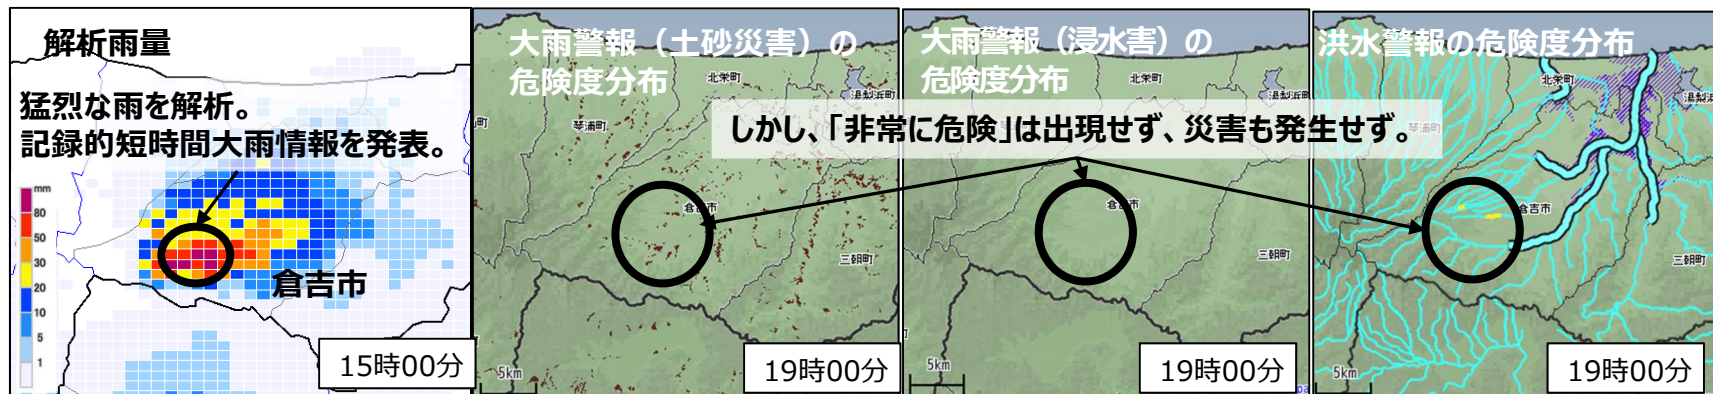 解析雨量
猛烈な雨を解析。
記録的短時間大雨情報を発表。
mm
80
50
30
20
10
5
1
倉吉市
15時00分
大雨警報（土砂災害）の
危険度分布
北栄町
湯梨浜町
琴浦町
町
倉吉市
三朝町
5km
19時00分
大雨警報（浸水害）の
危険度分布
北栄町
湯梨浜町
しかし、「非常に危険」は出現せず、災害も発生せず。
倉吉市
三朝町
5km
19時00分
洪水警報の危険度分布
北栄町
湯梨浜町
琴浦町
倉吉市
三朝町
5km
19時00分